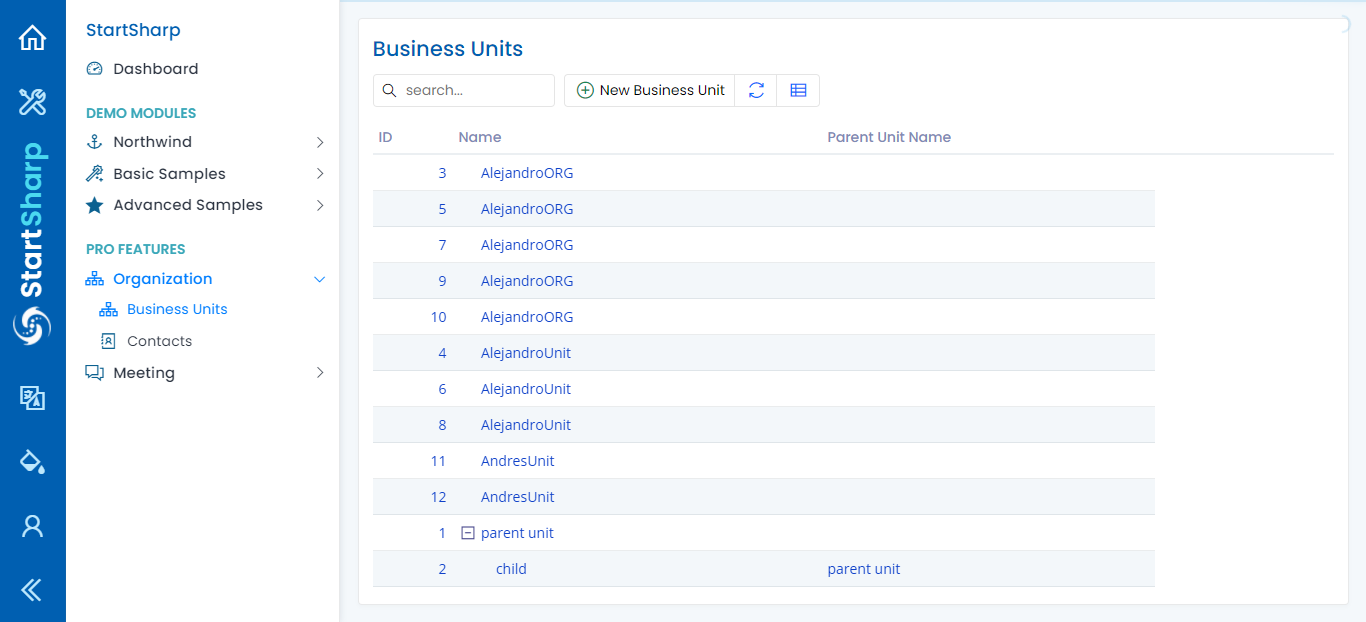 StartSharp
StartSharp
Dashboard
DEMO MODULES
Northwind
Basic Samples
Advanced Samples
PRO FEATURES
Organization
Business Units
Contacts
Meeting
Business Units
search...
New Business Unit
ID Name Parent Unit Name
3 AlejandroORG
5 AlejandroORG
7 AlejandroORG
9 AlejandroORG
10 AlejandroORG
4 AlejandroUnit
6 AlejandroUnit
8 AlejandroUnit
11 AndresUnit
12 AndresUnit
1 parent unit
2 child parent unit